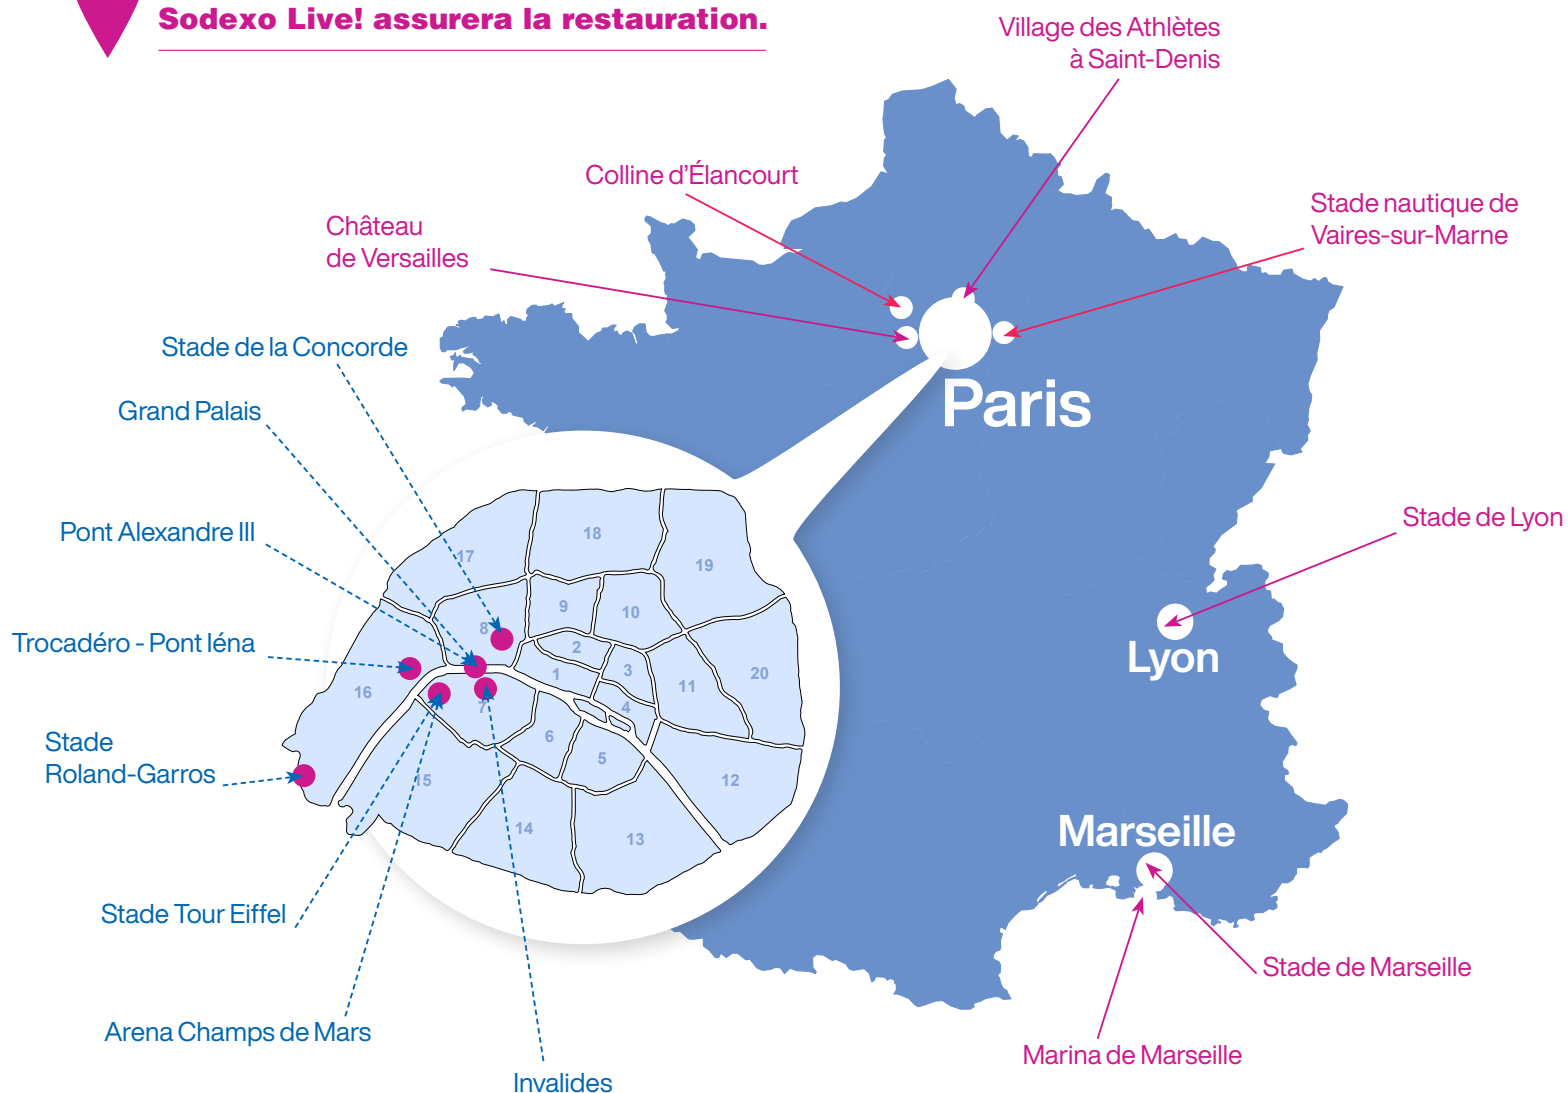 Sodexo Live! assurera la restauration.
Village des Athlètes
à Saint-Denis
Colline d’Élancourt
Stade nautique de
Vaires-sur-Marne
Château
de Versailles
Stade de la Concorde
Grand Palais
Paris
Pont Alexandre III
Stade de Lyon
18
17
19
9
10
8
Trocadéro - Pont Iéna
2
Lyon
1
3
20
16
11
7
4
6
Stade
Roland-Garros
5
15
12
14
13
Marseille
Stade Tour Eiffel
Stade de Marseille
Arena Champs de Mars
Marina de Marseille
Invalides